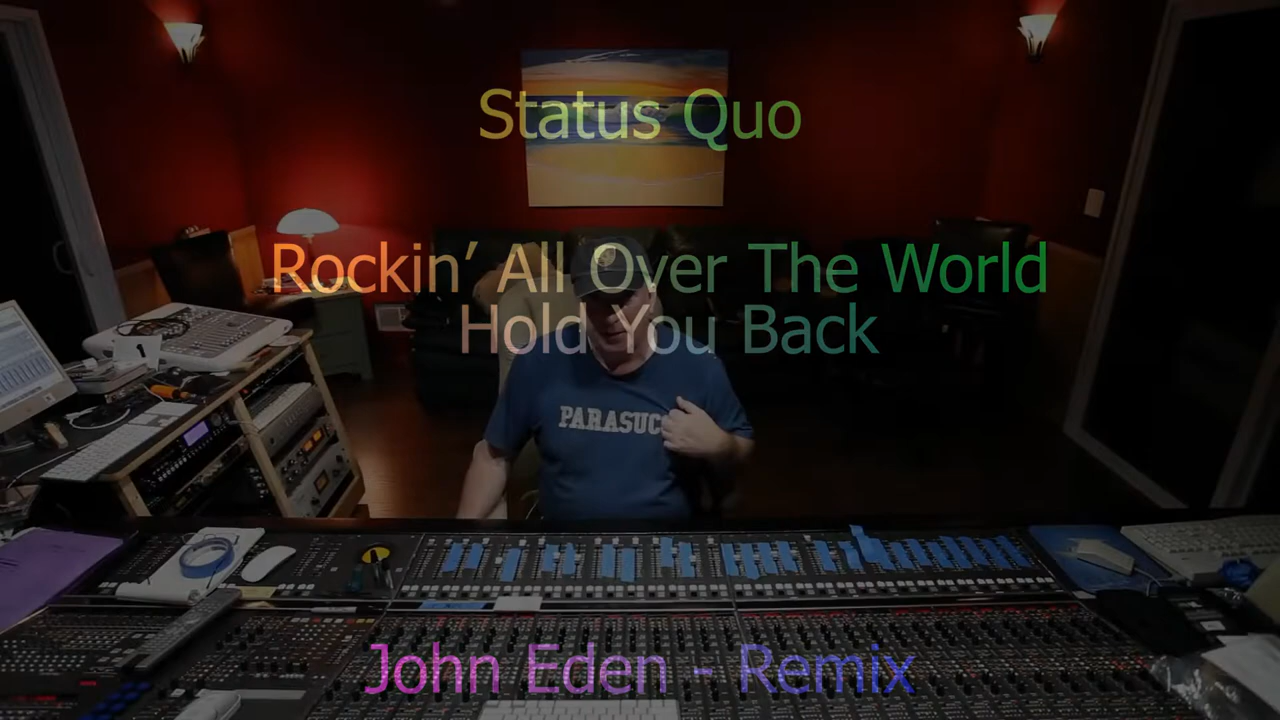 Status Quo
Rockin’ All Over The World
Hold You Back
PARASUC
John Eden - Remix